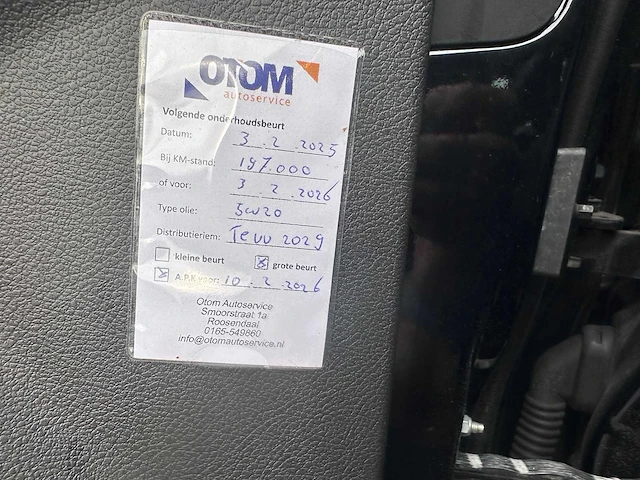 OTOM
autoservice
Volgende onderhoudsbeurt
Datum: 3.2.2025
Bij KM-stand: 197.000
of voor: 3 2 2026
Type olie: 5w20
Distributieriem: 2029
kleine beurt grote beurt
A.P.K voor: 10.2.2026
Otom Autoservice
Smoorstraat 1a
Roosendaal
0165-549860
info@otomautoservice.nl